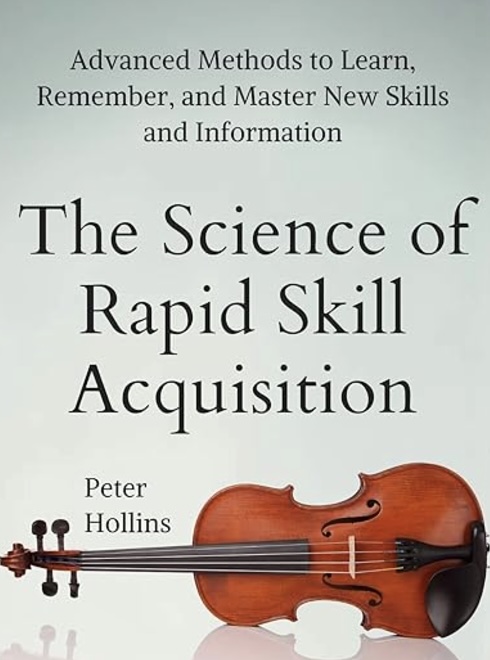 Advanced Methods to Learn,
Remember, and Master New Skills
and Information
The Science of
Rapid Skill
Acquisition
Peter
Hollins